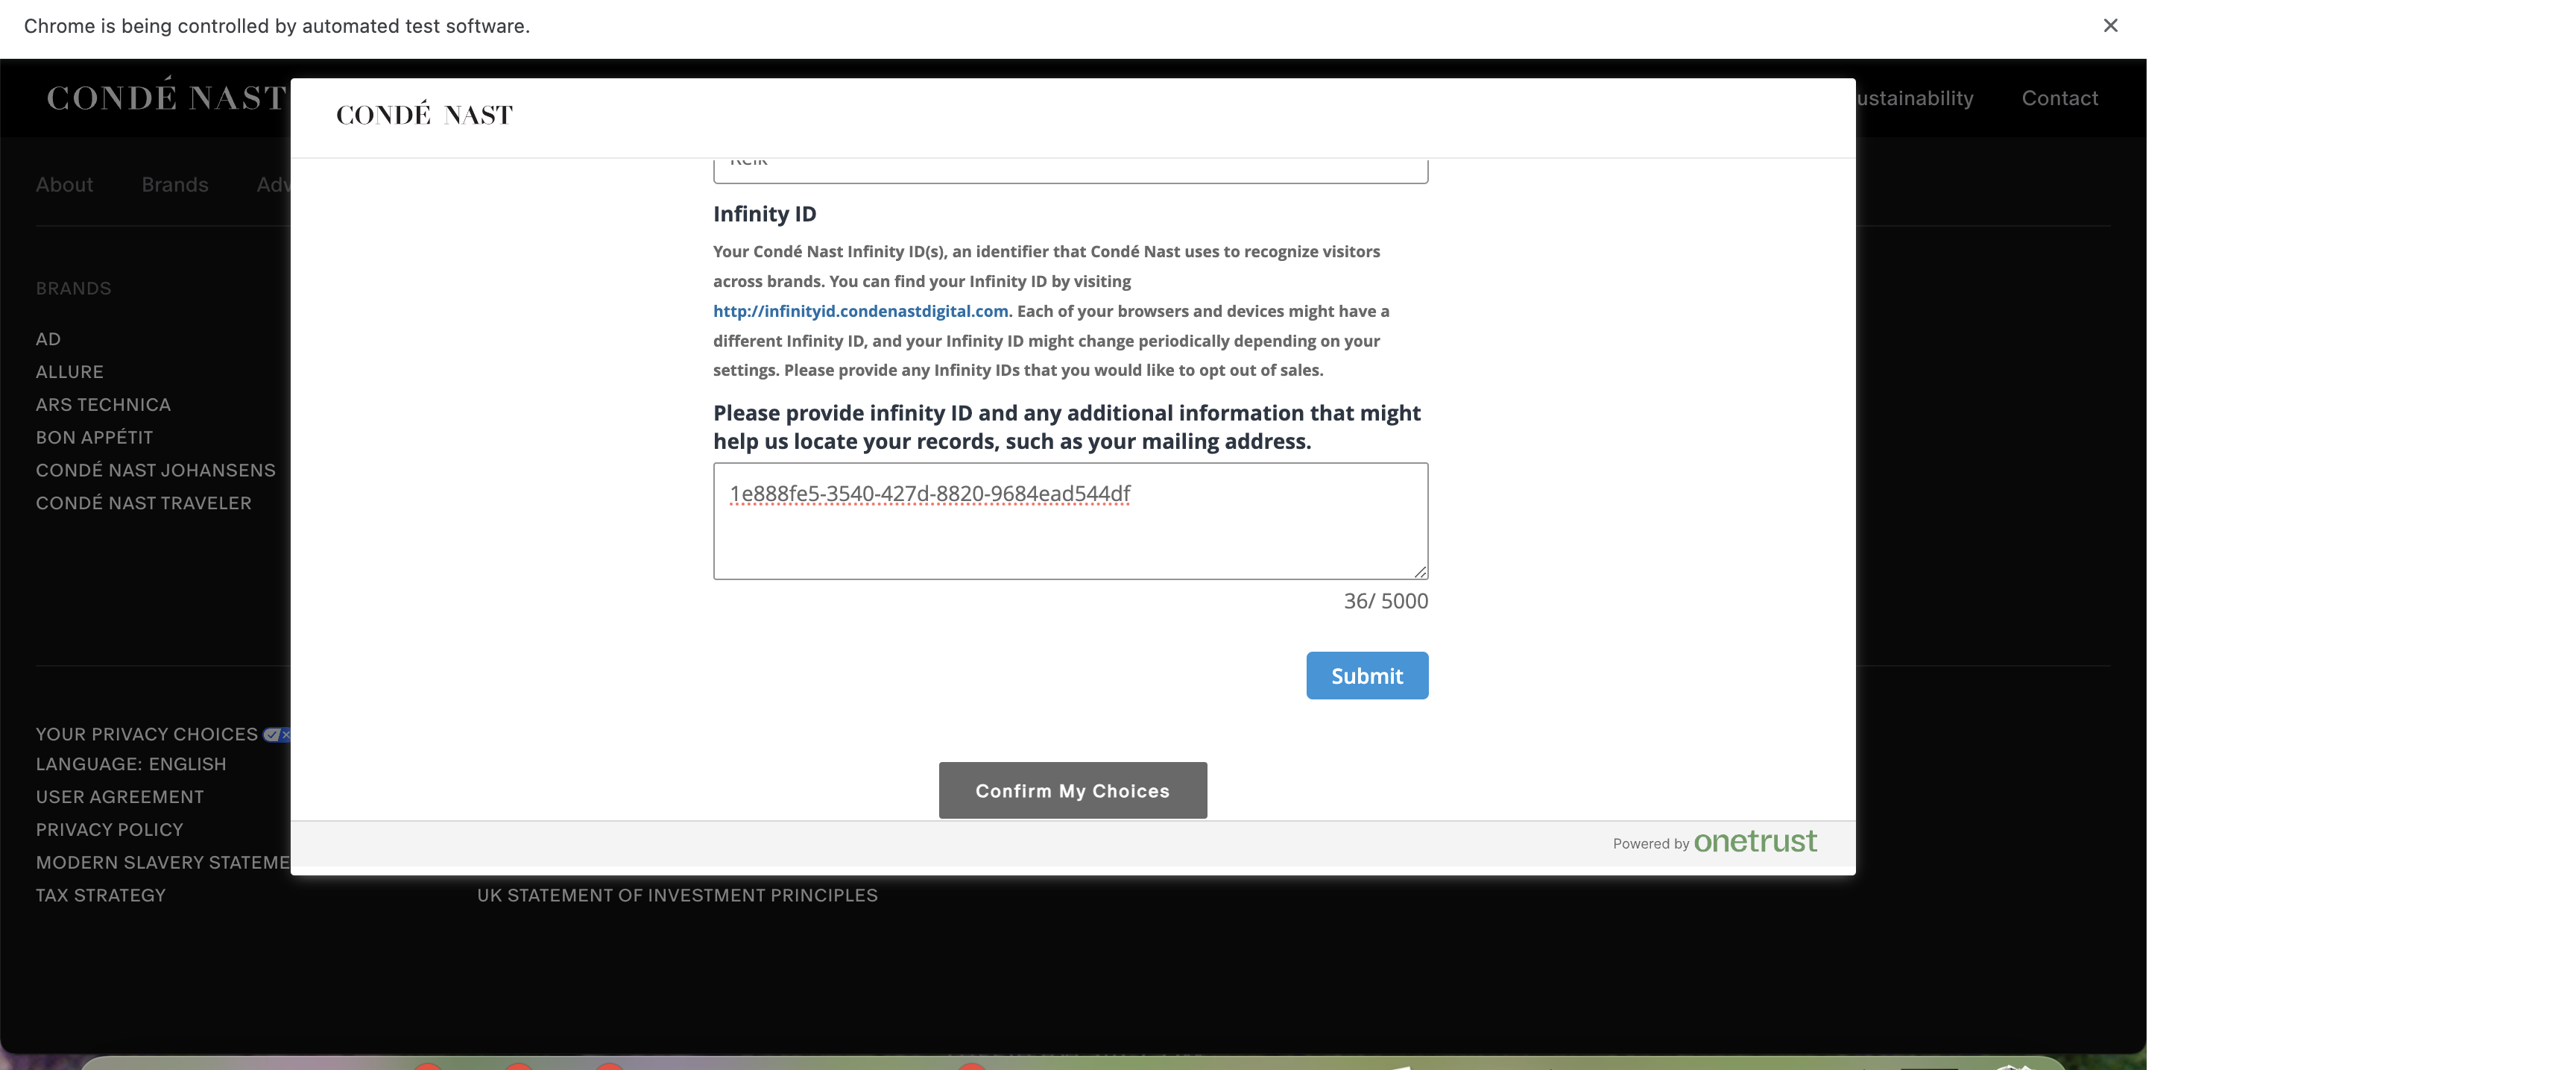 Chrome is being controlled by automated test software.
CONDÉ NAST
ustainability
Contact
CONDÉ NAST
About
Brands
Adv
Infinity ID
Your Condé Nast Infinity ID(s), an identifier that Condé Nast uses to recognize visitors
across brands. You can find your Infinity ID by visiting
http://infinityid.condenastdigital.com. Each of your browsers and devices might have a
different Infinity ID, and your Infinity ID might change periodically depending on your
settings. Please provide any Infinity IDs that you would like to opt out of sales.
Please provide infinity ID and any additional information that might
help us locate your records, such as your mailing address.
1e888fe5-3540-427d-8820-9684ead544df
36/ 5000
Submit
Confirm My Choices
Powered by onetrust
BRANDS
AD
ALLURE
ARS TECHNICA
BON APPÉTIT
CONDÉ NAST JOHANSENS
CONDÉ NAST TRAVELER
YOUR PRIVACY CHOICES
LANGUAGE: ENGLISH
USER AGREEMENT
PRIVACY POLICY
MODERN SLAVERY STATEME
TAX STRATEGY
UK STATEMENT OF INVESTMENT PRINCIPLES